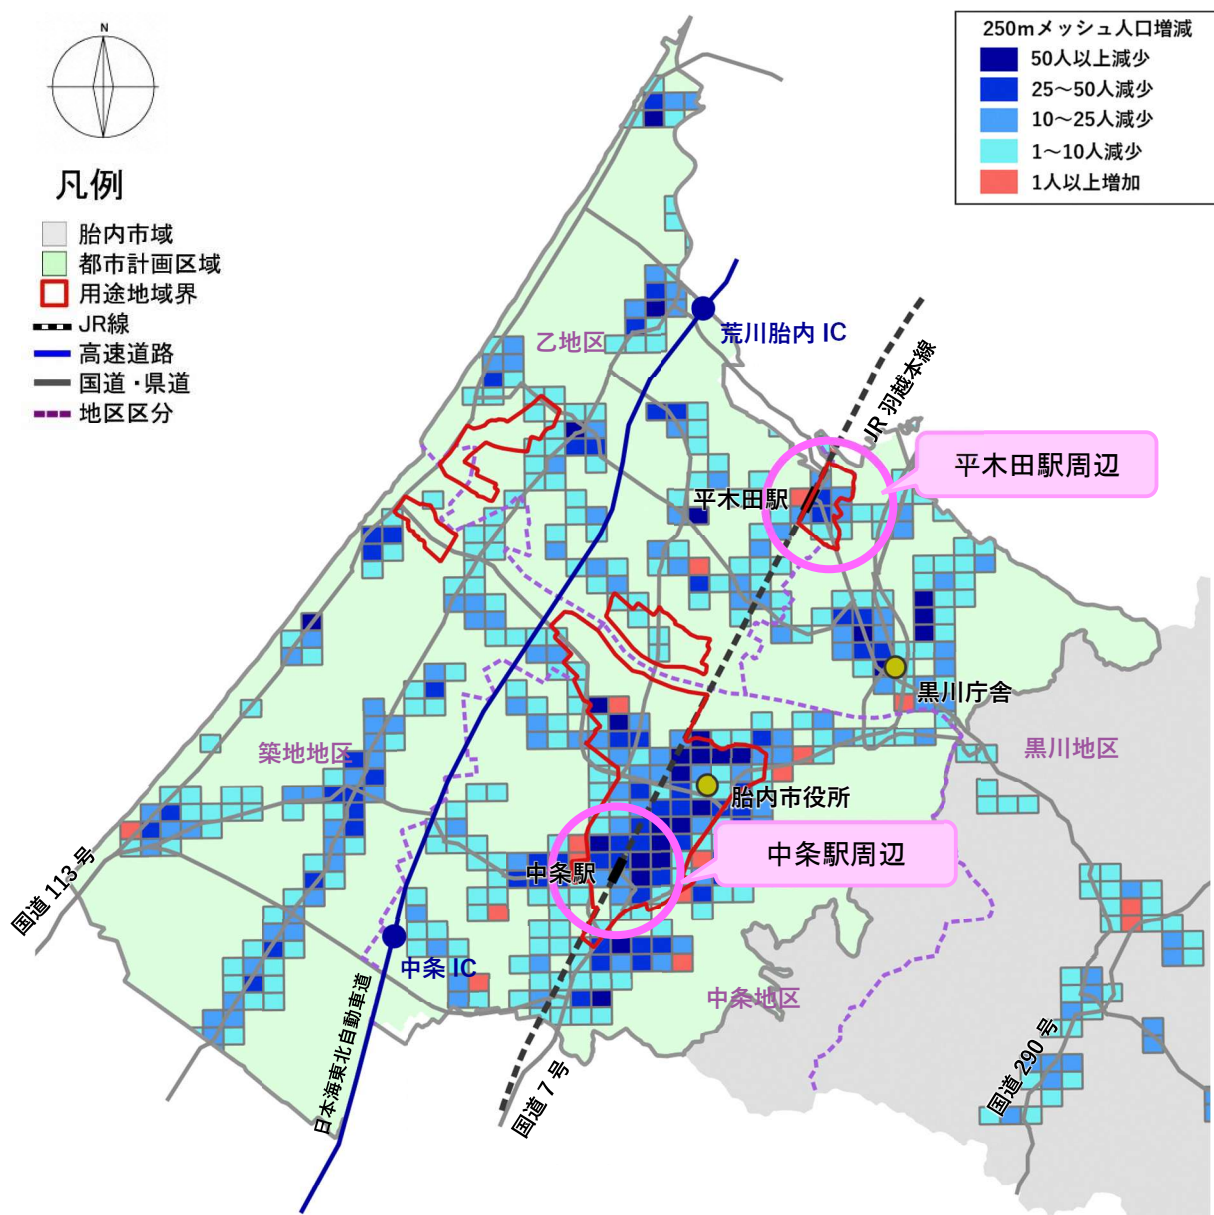 N
凡例
胎内市域
都市計画区域
用途地域界
JR線
高速道路
国道・県道
地区区分
250mメッシュ人口増減
50人以上減少
25～50人減少
10～25人減少
1～10人減少
1人以上増加
乙地区
荒川胎内 IC
JR 羽越本線
平木田駅周辺
平木田駅
黒川庁舎
黒川地区
築地地区
胎内市役所
中条駅周辺
中条駅
国道 113 号
中条 IC
中条地区
日本海東北自動車道
国道 7 号
国道 290 号